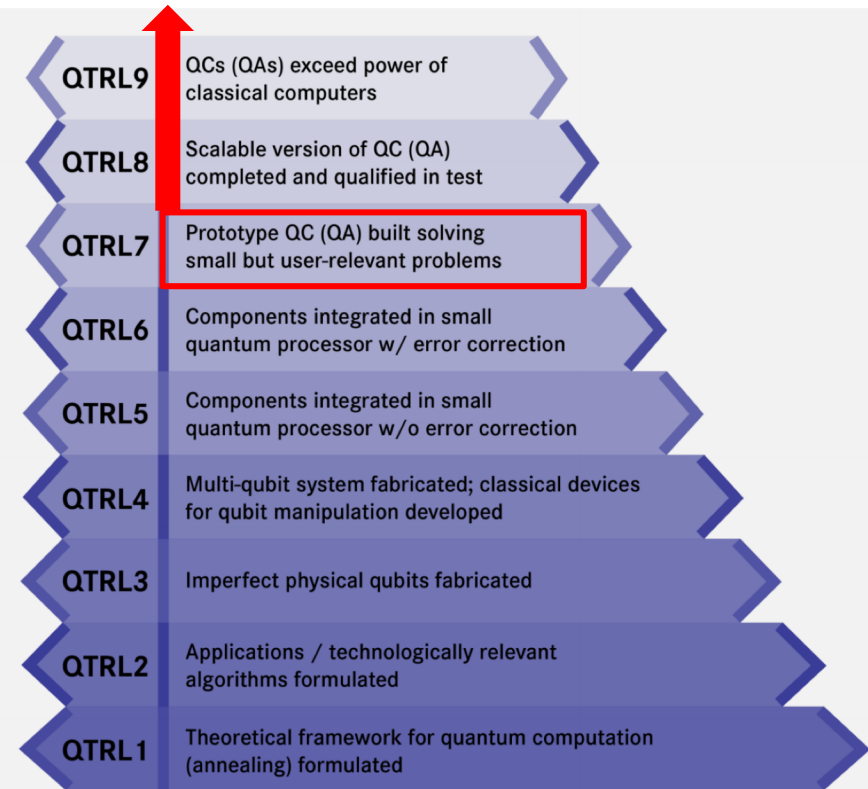 QTRL9
QCs (QAs) exceed power of
classical computers
QTRL8
Scalable version of QC (QA)
completed and qualified in test
QTRL7
Prototype QC (QA) built solving
small but user-relevant problems
QTRL6
Components integrated in small
quantum processor w/ error correction
QTRL5
Components integrated in small
quantum processor w/o error correction
QTRL4
Multi-qubit system fabricated; classical devices
for qubit manipulation developed
QTRL3
Imperfect physical qubits fabricated
QTRL2
Applications / technologically relevant
algorithms formulated
QTRL1
Theoretical framework for quantum computation
(annealing) formulated